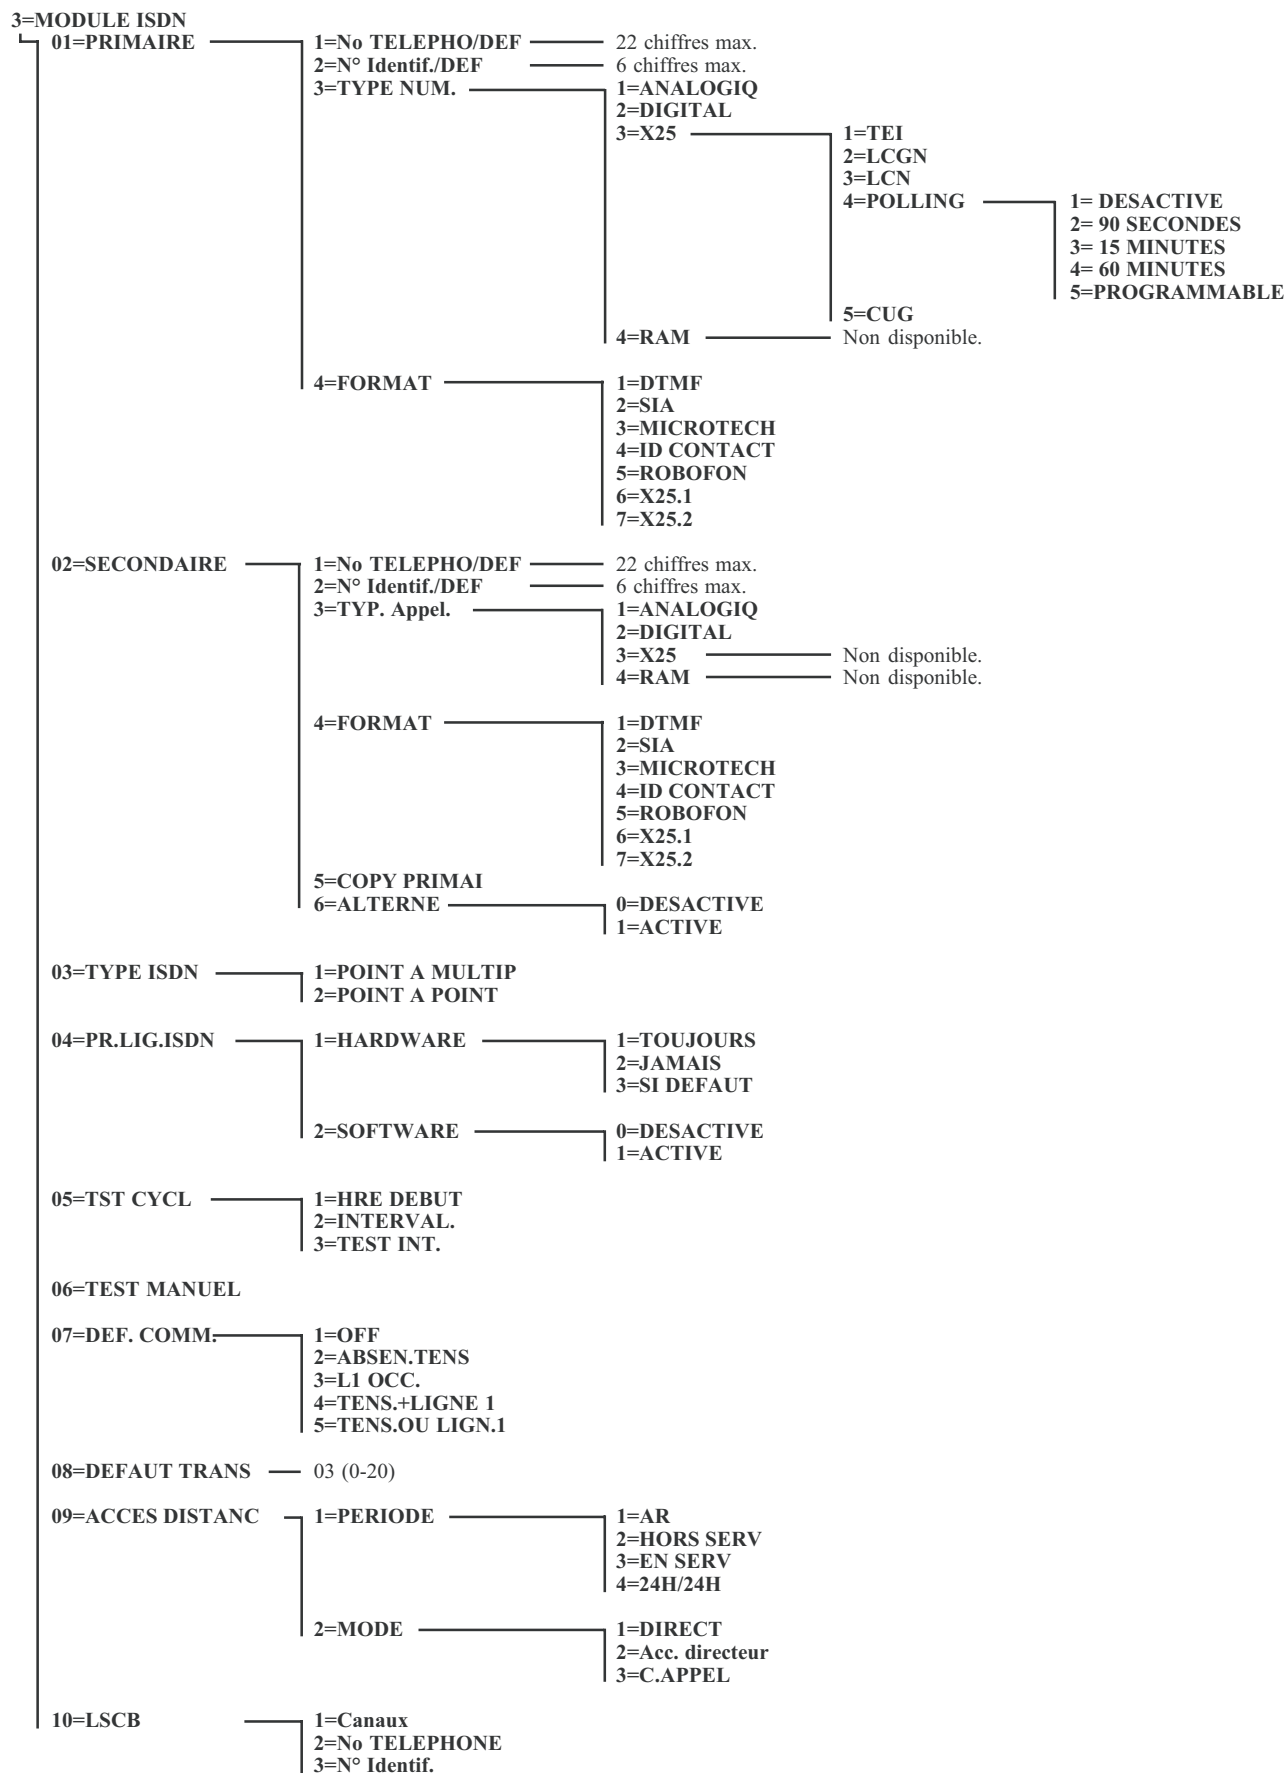 3=MODULE ISDN
01=PRIMAIRE 1=No TELEPHO/DEF 22 chiffres max.
2=N° Identif./DEF 6 chiffres max.
3=TYPE NUM. 1=ANALOGIQ
2=DIGITAL
3=X25 1=TEI
2=LCGN
3=LCN
4=POLLING 1= DESACTIVE
2= 90 SECONDES
3= 15 MINUTES
4= 60 MINUTES
5=PROGRAMMABLE
5=CUG
4=RAM Non disponible.
4=FORMAT 1=DTMF
2=SIA
3=MICROTECH
4=ID CONTACT
5=ROBOFON
6=X25.1
7=X25.2
02=SECONDAIRE 1=No TELEPHO/DEF 22 chiffres max.
2=N° Identif./DEF 6 chiffres max.
3=TYP. Appel. 1=ANALOGIQ
2=DIGITAL
3=X25 Non disponible.
4=RAM Non disponible.
4=FORMAT 1=DTMF
2=SIA
3=MICROTECH
4=ID CONTACT
5=ROBOFON
6=X25.1
7=X25.2
5=COPY PRIMAI
6=ALTERNE 0=DESACTIVE
1=ACTIVE
03=TYPE ISDN 1=POINT A MULTIP
2=POINT A POINT
04=PR.LIG.ISDN 1=HARDWARE 1=TOUJOURS
2=JAMAIS
3=SI DEFAUT
2=SOFTWARE 0=DESACTIVE
1=ACTIVE
05=TST CYCL 1=HRE DEBUT
2=INTERVAL.
3=TEST INT.
06=TEST MANUEL
07=DEF. COMM. 1=OFF
2=ABSEN.TENS
3=L1 OCC.
4=TENS.+LIGNE 1
5=TENS.OU LIGN.1
08=DEFAUT TRANS 03 (0-20)
09=ACCES DISTANC 1=PERIODE 1=AR
2=HORS SERV
3=EN SERV
4=24H/24H
2=MODE 1=DIRECT
2=Acc. directeur
3=C.APPEL
10=LSCB 1=Canaux
2=No TELEPHONE
3=N° Identif.